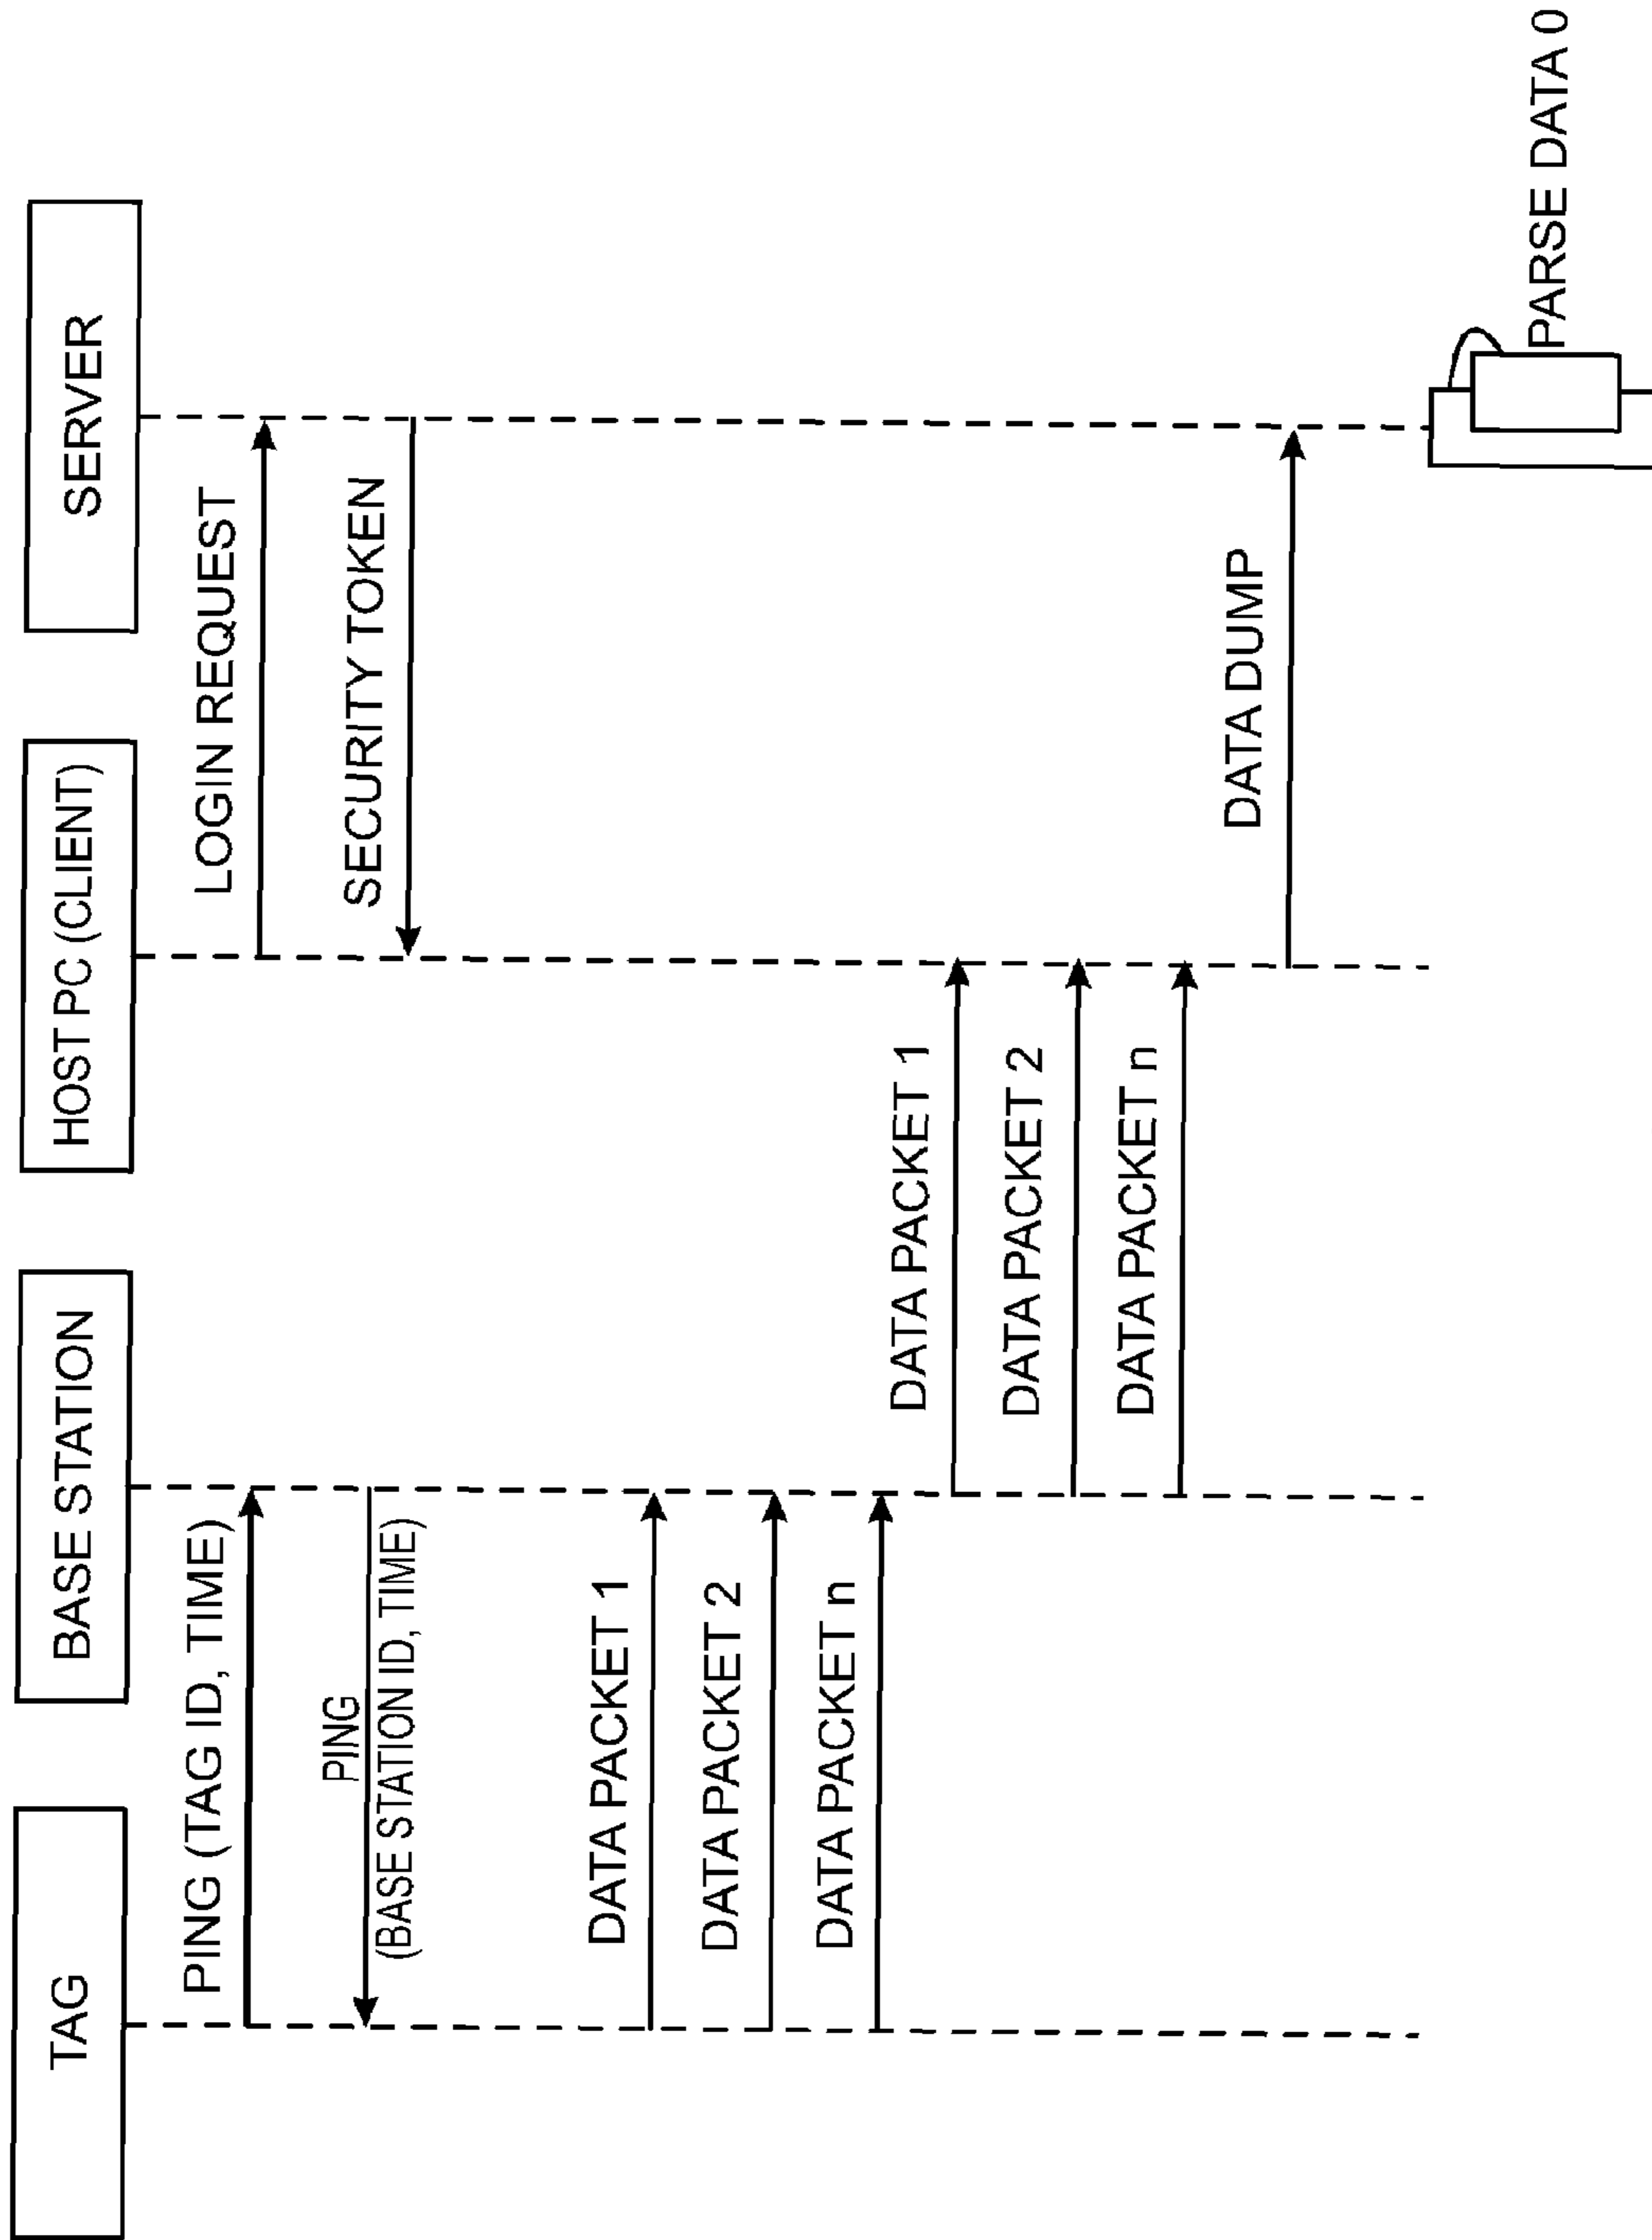 TAG
BASE STATION
HOST PC (CLIENT)
SERVER
PING (TAG ID, TIME)
LOGIN REQUEST
PING
(BASE STATION ID, TIME)
SECURITY TOKEN
DATA PACKET 1
DATA PACKET 2
DATA PACKET n
DATA PACKET 1
DATA PACKET 2
DATA PACKET n
DATA DUMP
PARSE DATA 0